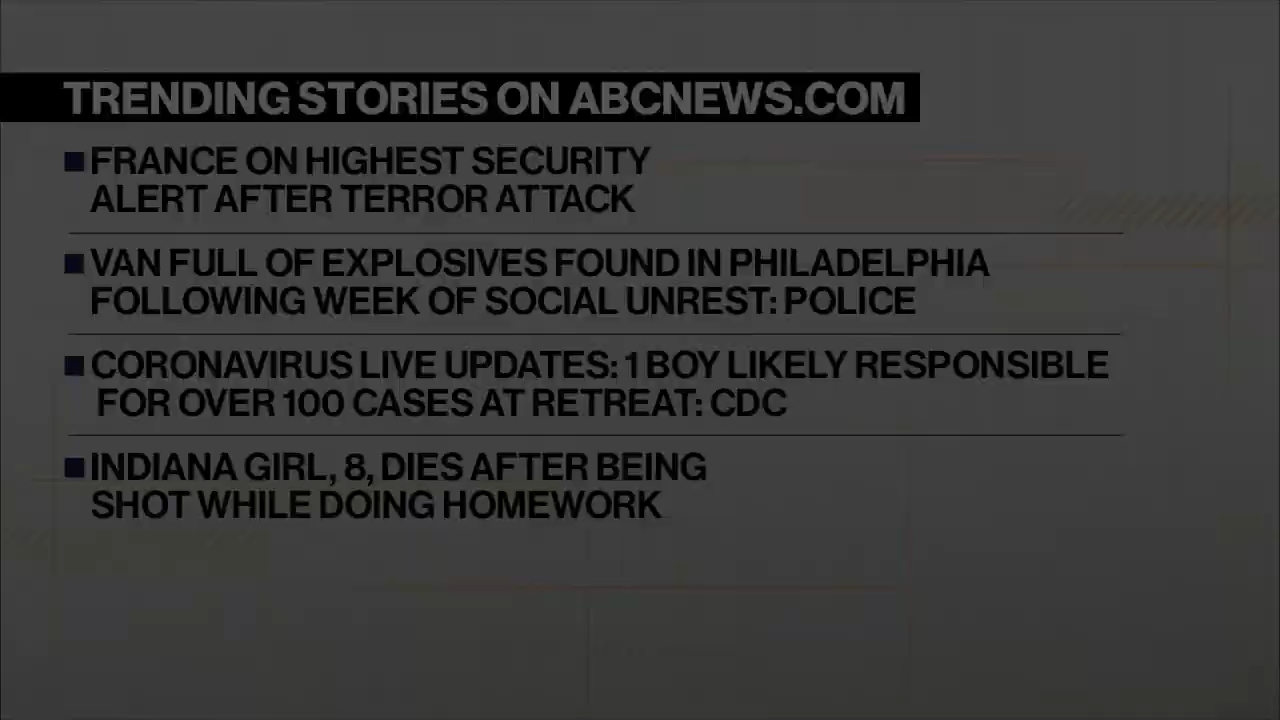 TRENDING STORIES ON ABCNEWS.COM
FRANCE ON HIGHEST SECURITY
ALERT AFTER TERROR ATTACK
VAN FULL OF EXPLOSIVES FOUND IN PHILADELPHIA
FOLLOWING WEEK OF SOCIAL UNREST: POLICE
CORONAVIRUS LIVE UPDATES: 1 BOY LIKELY RESPONSIBLE
FOR OVER 100 CASES AT RETREAT: CDC
INDIANA GIRL, 8, DIES AFTER BEING
SHOT WHILE DOING HOMEWORK